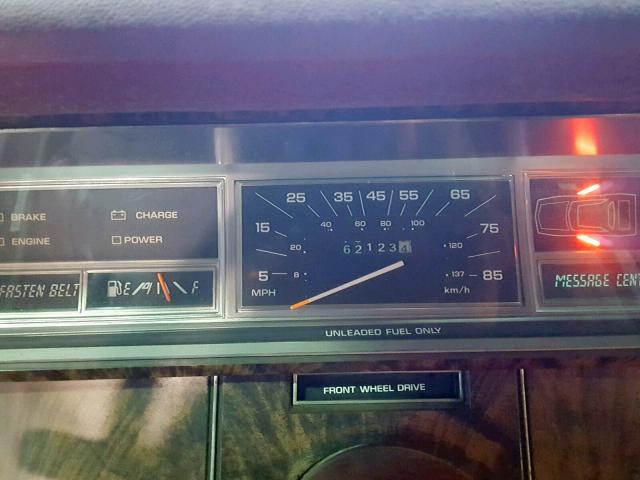 BRAKE
CHARGE
ENGINE
POWER
FASTEN BELT
E F
25 35 45 55 65
15 75
5 85
40 60 80 100
20 120
8 137
62123
MPH
km/h
MESSAGE CENT
UNLEADED FUEL ONLY
FRONT WHEEL DRIVE